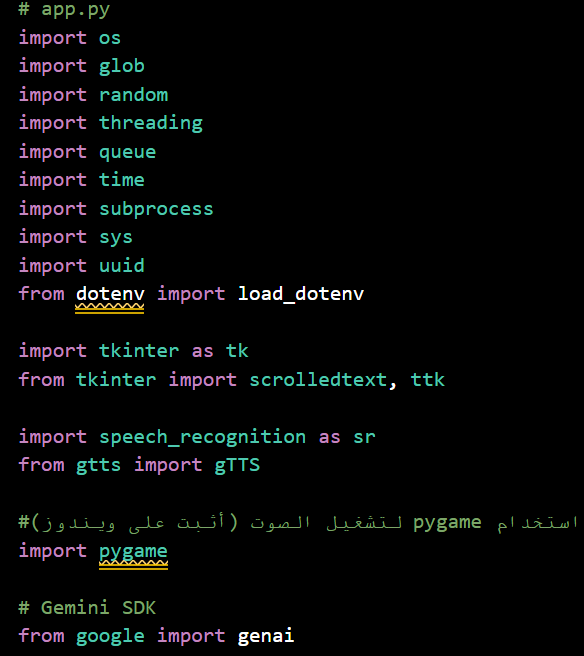 # app.py
import os
import glob
import random
import threading
import queue
import time
import subprocess
import sys
import uuid
from dotenv import load_dotenv
import tkinter as tk
from tkinter import scrolledtext, ttk
import speech_recognition as sr
from gtts import gTTS
# استخدام pygame لتشغيل الصوت (أثبت على ويندوز)
import pygame
# Gemini SDK
from google import genai